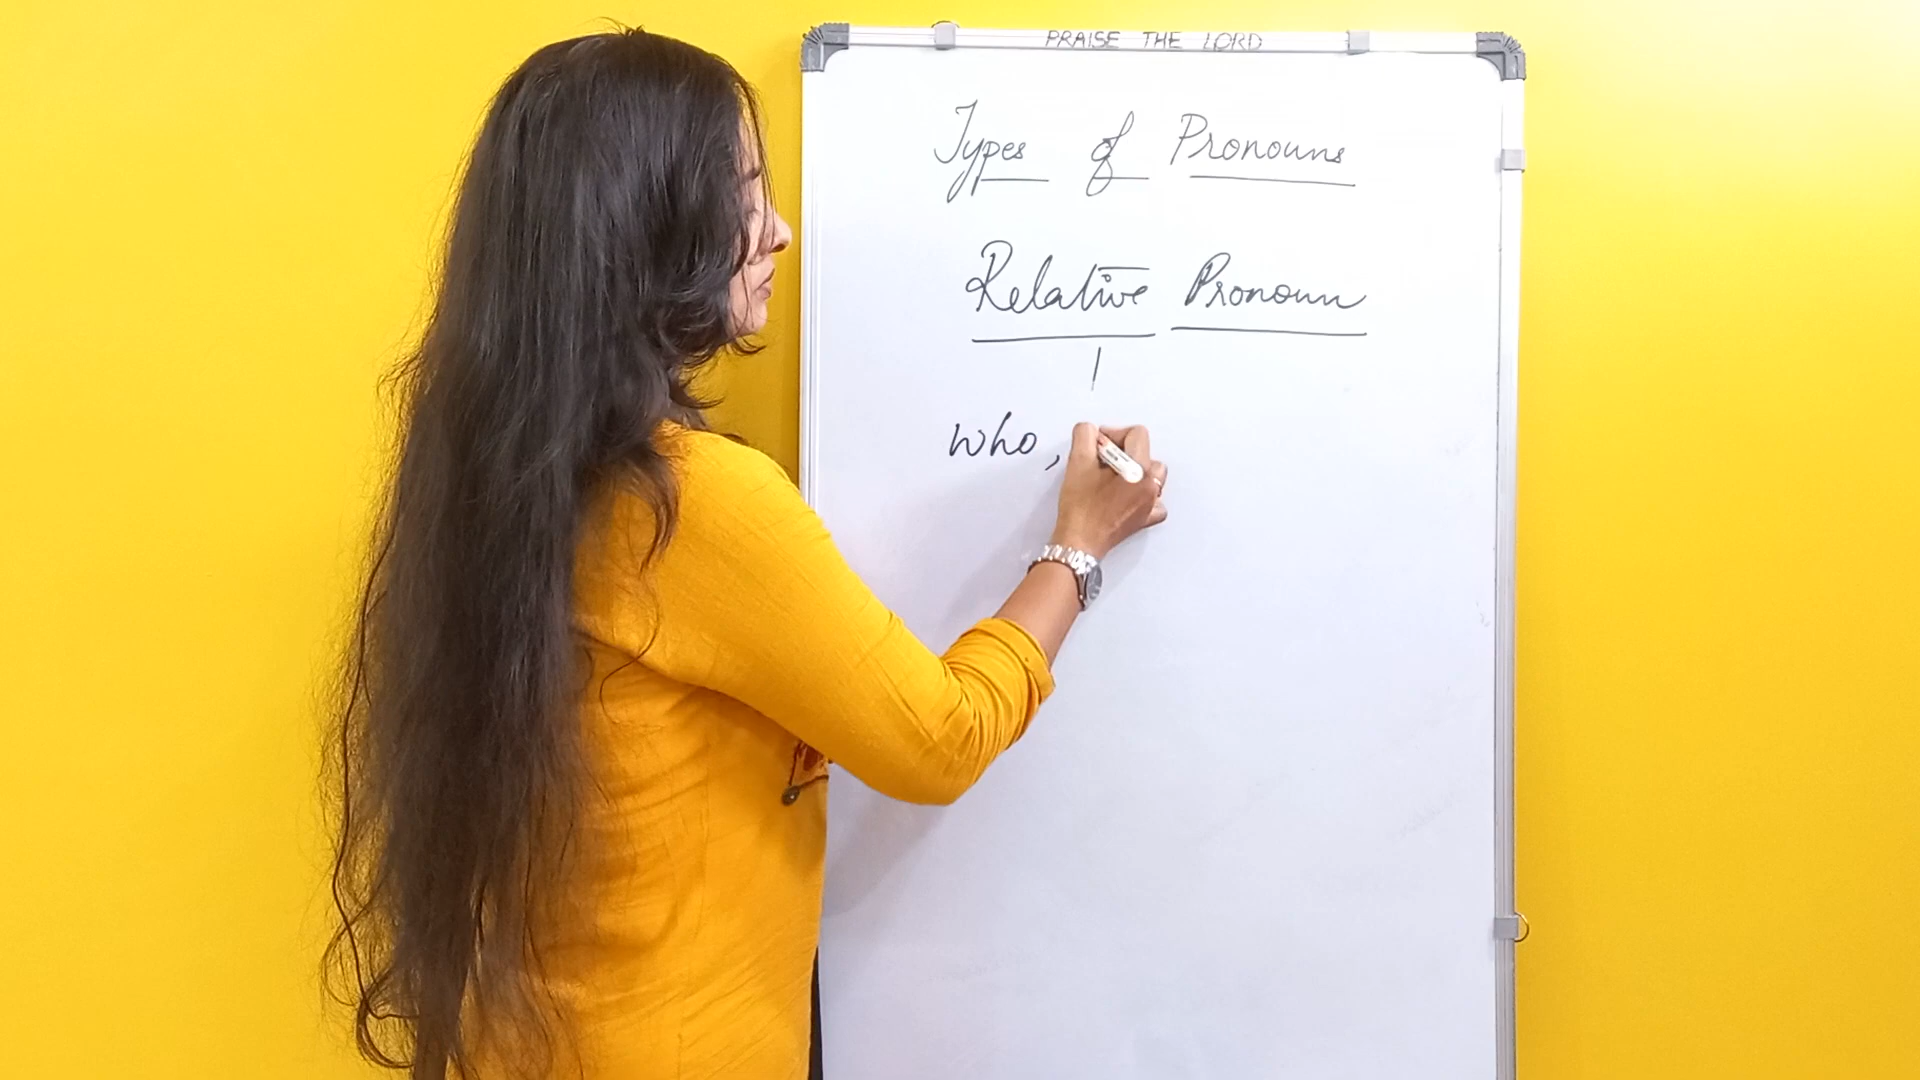 PRAISE THE LORD
Types of Pronouns
Relative Pronoun
Who,